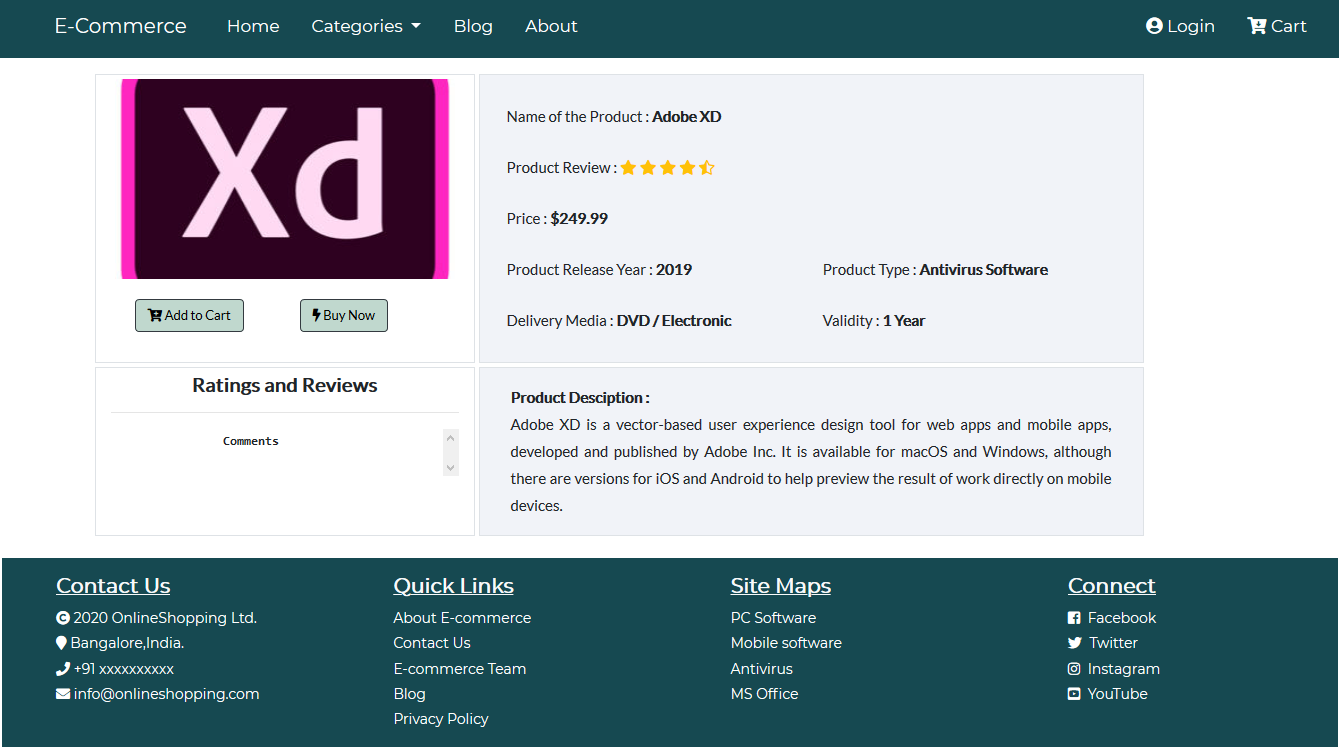 E-Commerce Home Categories Blog About Login Cart
Xd
Add to Cart Buy Now
Name of the Product : Adobe XD
Product Review :
Price : $249.99
Product Release Year : 2019 Product Type : Antivirus Software
Delivery Media : DVD / Electronic Validity : 1 Year
Ratings and Reviews
Comments
Product Desciption :
Adobe XD is a vector-based user experience design tool for web apps and mobile apps,
developed and published by Adobe Inc. It is available for macOS and Windows, although
there are versions for iOS and Android to help preview the result of work directly on mobile
devices.
Contact Us
© 2020 OnlineShopping Ltd.
Bangalore,India.
+91 xxxxxxxxxx
info@onlineshopping.com
Quick Links
About E-commerce
Contact Us
E-commerce Team
Blog
Privacy Policy
Site Maps
PC Software
Mobile software
Antivirus
MS Office
Connect
Facebook
Twitter
Instagram
YouTube